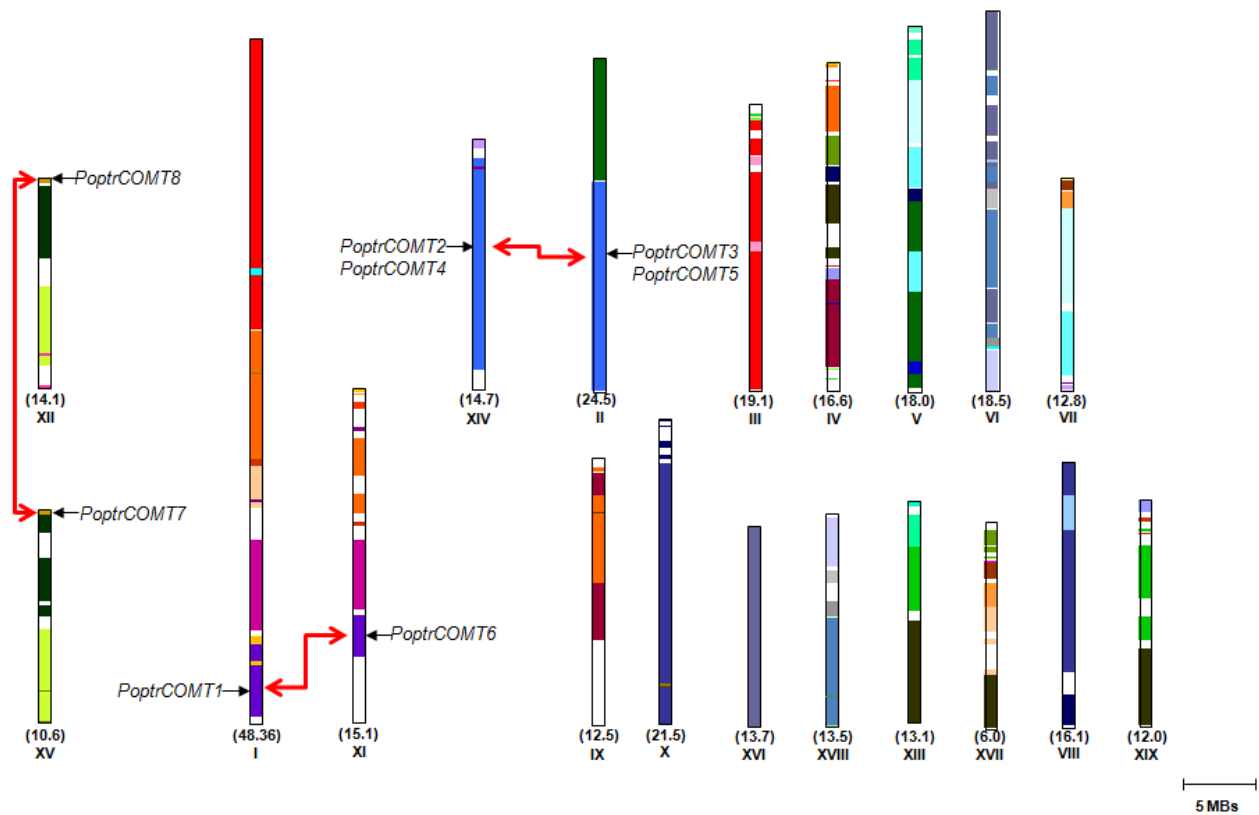 PoptrCOMT8
(14.1)
XII
PoptrCOMT7
(10.6)
XV
PoptrCOMT1
(48.36)
I
PoptrCOMT6
(15.1)
XI
PoptrCOMT2
PoptrCOMT4
(14.7)
XIV
PoptrCOMT3
PoptrCOMT5
(24.5)
II
(19.1)
III
(16.6)
IV
(18.0)
V
(18.5)
VI
(12.8)
VII
(12.5)
IX
(21.5)
X
(13.7)
XVI
(13.5)
XVIII
(13.1)
XIII
(6.0)
XVII
(16.1)
VIII
(12.0)
XIX
5 MBs